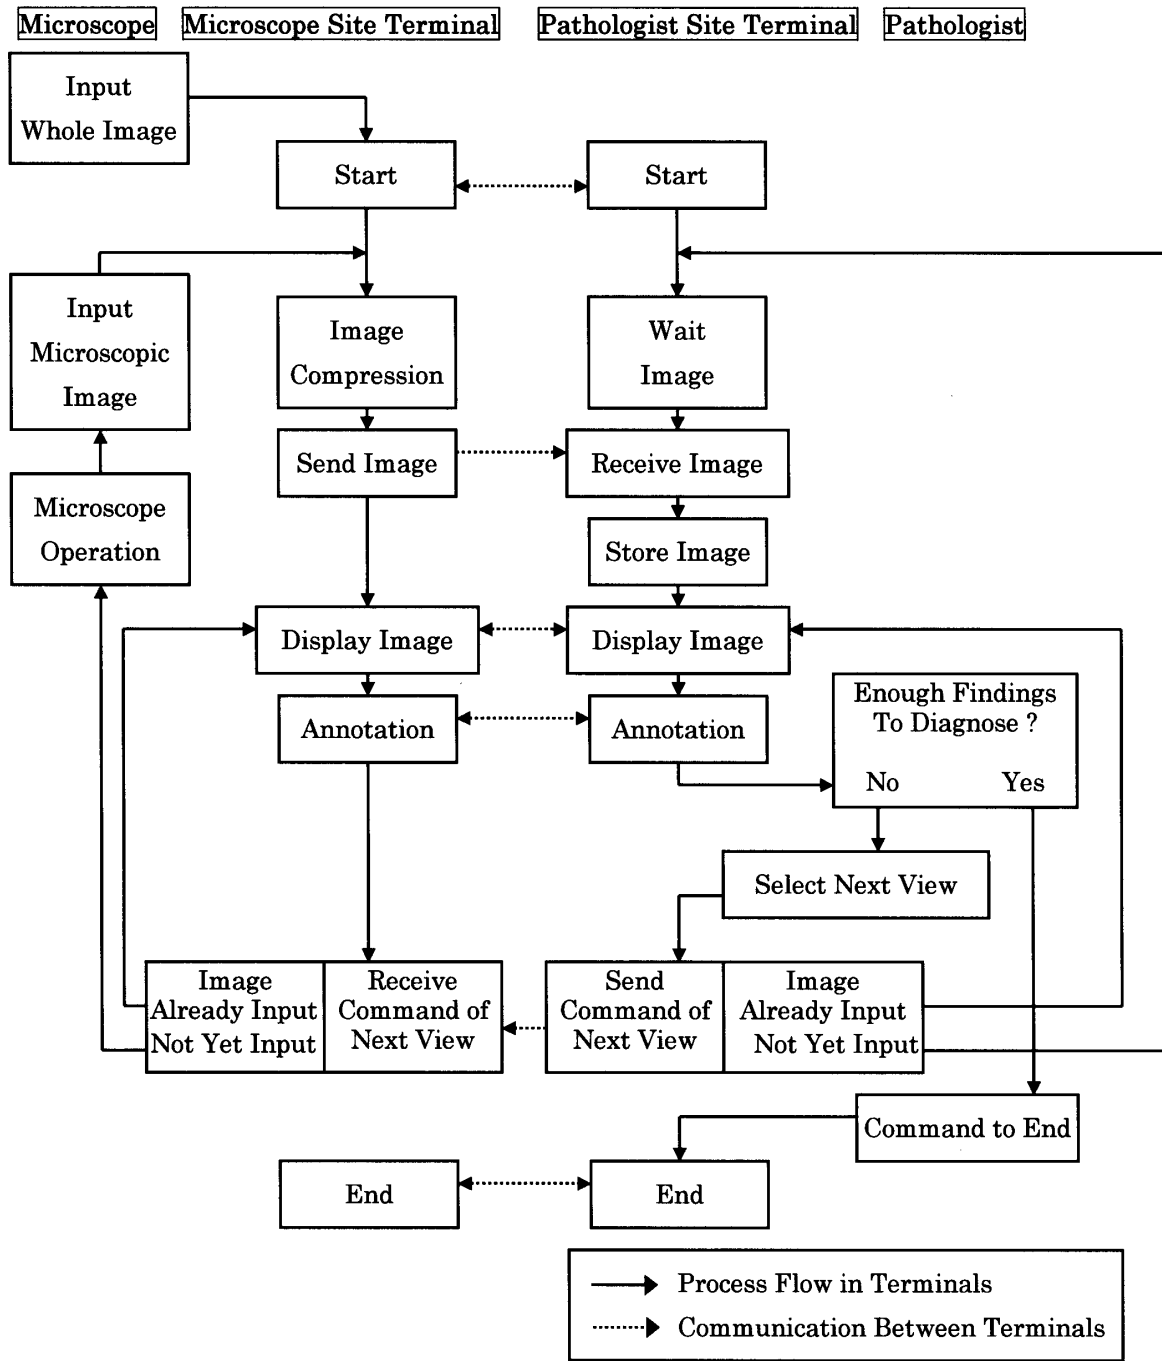 Microscope
Microscope Site Terminal
Pathologist Site Terminal
Pathologist
Input
Whole Image
Start
Start
Input
Microscopic
Image
Image
Compression
Wait
Image
Send Image
Receive Image
Microscope
Operation
Store Image
Display Image
Display Image
Annotation
Annotation
Enough Findings
To Diagnose ?
No
Yes
Select Next View
Image
Already Input
Not Yet Input
Receive
Command of
Next View
Send
Command of
Next View
Image
Already Input
Not Yet Input
Command to End
End
End
Process Flow in Terminals
Communication Between Terminals